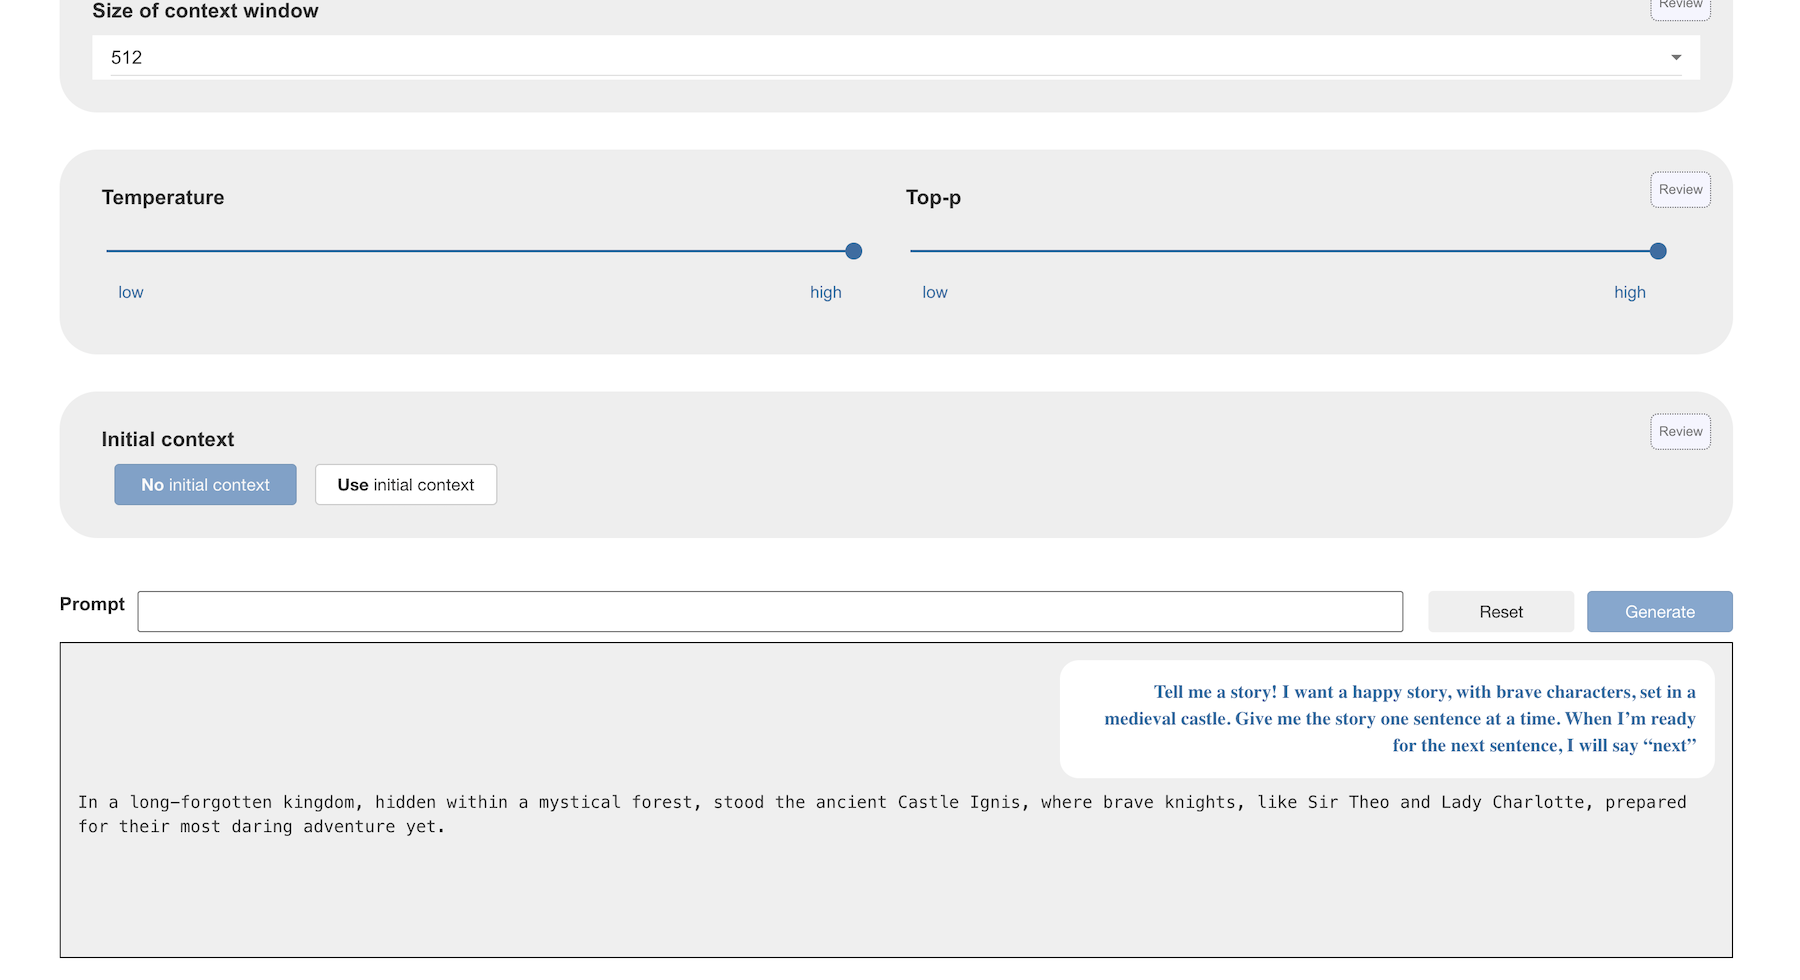 Size of context window
Review
512
Temperature
Top-p
Review
low
high
low
high
Initial context
Review
No initial context
Use initial context
Prompt
Reset
Generate
Tell me a story! I want a happy story, with brave characters, set in a
medieval castle. Give me the story one sentence at a time. When I’m ready
for the next sentence, I will say “next”
In a long-forgotten kingdom, hidden within a mystical forest, stood the ancient Castle Ignis, where brave knights, like Sir Theo and Lady Charlotte, prepared
for their most daring adventure yet.